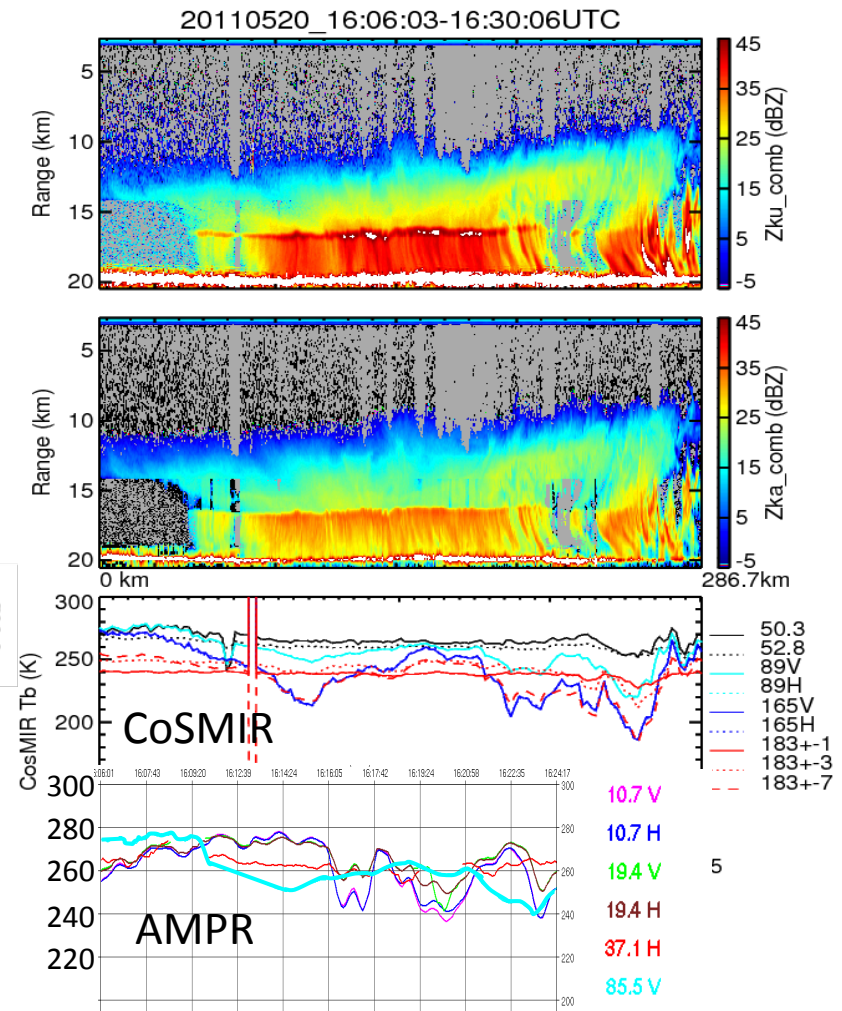 20110520_16:06:03-16:30:06UTC
Range (km)
5
10
15
20
45
35
25
15
5
-5
Zku_comb (dBZ)
Range (km)
5
10
15
20
45
35
25
15
5
-5
Zka_comb (dBZ)
0 km
286.7km
CoSMIR Tb (K)
300
250
200
CoSMIR
50.3
52.8
89V
89H
165V
165H
183+-1
183+-3
183+-7
16:07:43 16:09:20 16:12:39 16:14:24 16:16:05 16:17:42 16:19:24 16:20:58 16:22:35 16:24:17
300
280
260
240
220
300
280
260
240
220
200
AMPR
10.7 V
10.7 H
19.4 V
19.4 H
37.1 H
85.5 V
5